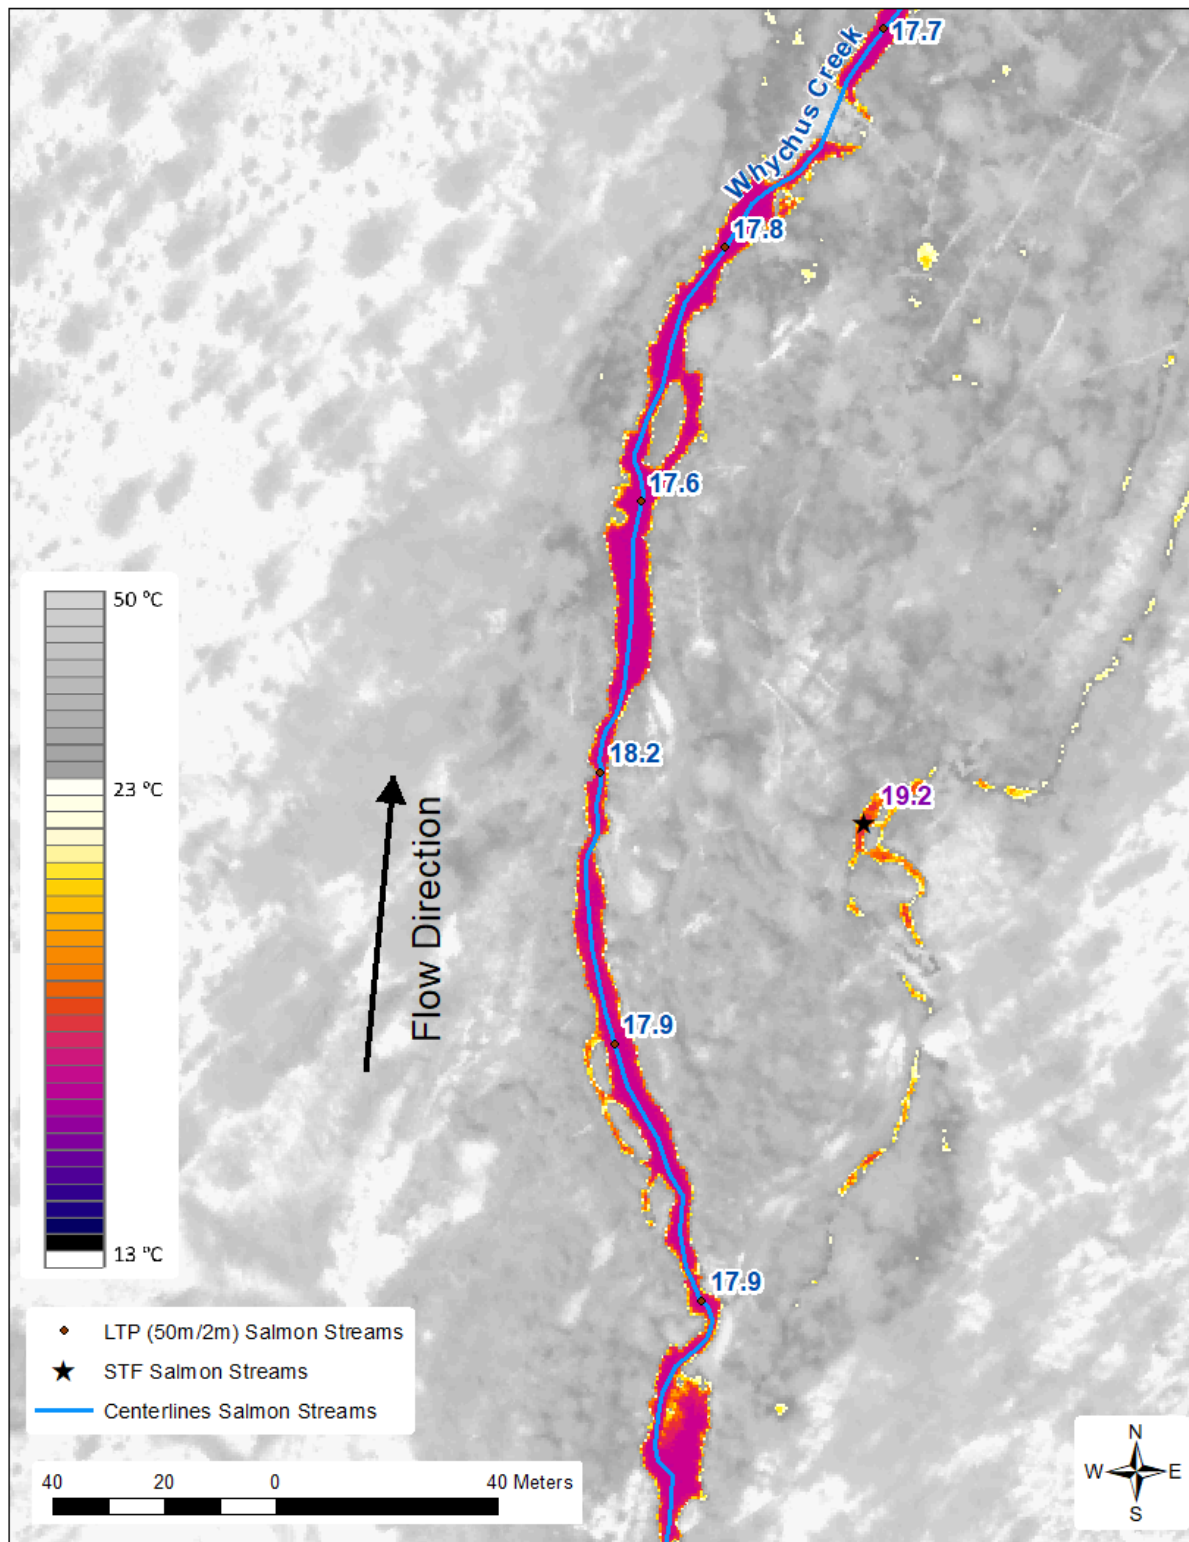 17.7
Whychus Creek
17.8
17.6
50 °C
18.2
23 °C
19.2
Flow Direction
17.9
13 °C
17.9
LTP (50m/2m) Salmon Streams
STF Salmon Streams
Centerlines Salmon Streams
N
W E
S
40 20 0 40 Meters